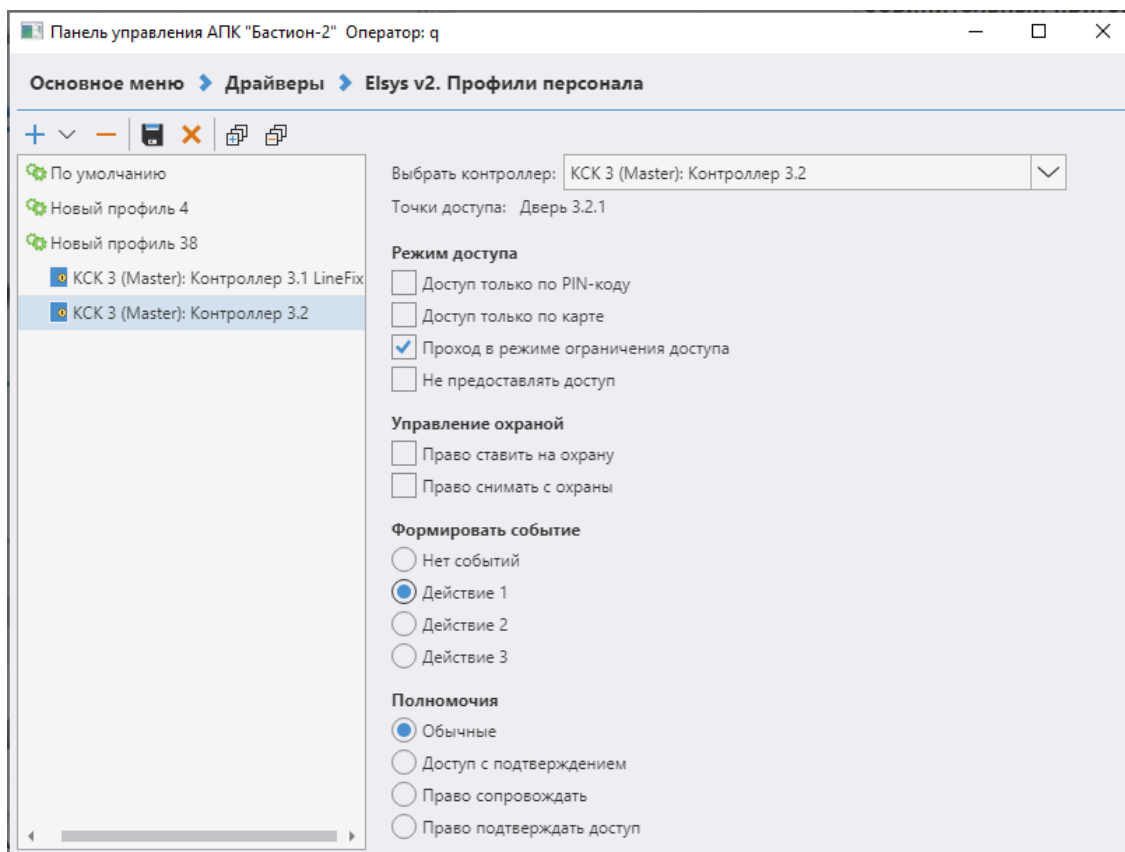 Панель управления АПК "Бастион-2" Оператор: q
Основное меню Драйверы Elsys v2. Профили персонала
По умолчанию
Новый профиль 4
Новый профиль 38
КСК 3 (Master): Контроллер 3.1 LineFix
КСК 3 (Master): Контроллер 3.2
Выбрать контроллер: КСК 3 (Master): Контроллер 3.2
Точки доступа: Дверь 3.2.1
Режим доступа
Доступ только по PIN-коду
Доступ только по карте
Проход в режиме ограничения доступа
Не предоставлять доступ
Управление охраной
Право ставить на охрану
Право снимать с охраны
Формировать событие
Нет событий
Действие 1
Действие 2
Действие 3
Полномочия
Обычные
Доступ с подтверждением
Право сопровождать
Право подтверждать доступ